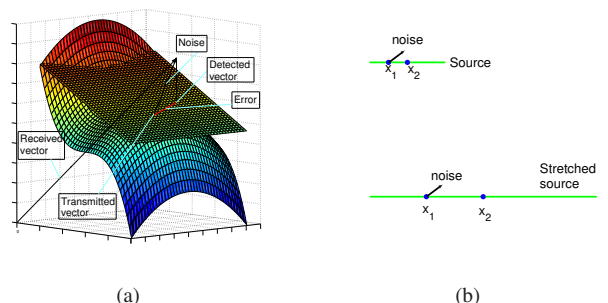 Noise
Detected
vector
Error
Received
vector
Transmitted
vector
(a)
noise
x1
x2
Source
noise
Stretched
source
x1
x2
(b)